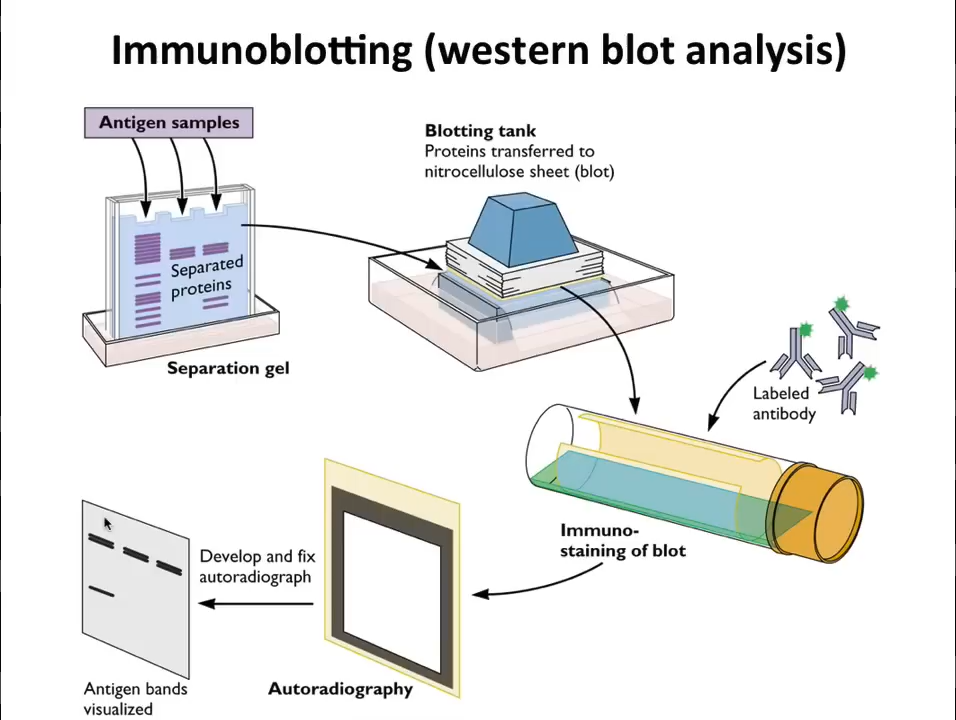 Immunoblotting (western blot analysis)
Antigen samples
Blotting tank
Proteins transferred to
nitrocellulose sheet (blot)
Separated
proteins
Separation gel
Labeled
antibody
Immuno-
staining of blot
Develop and fix
autoradiograph
Antigen bands
visualized
Autoradiography